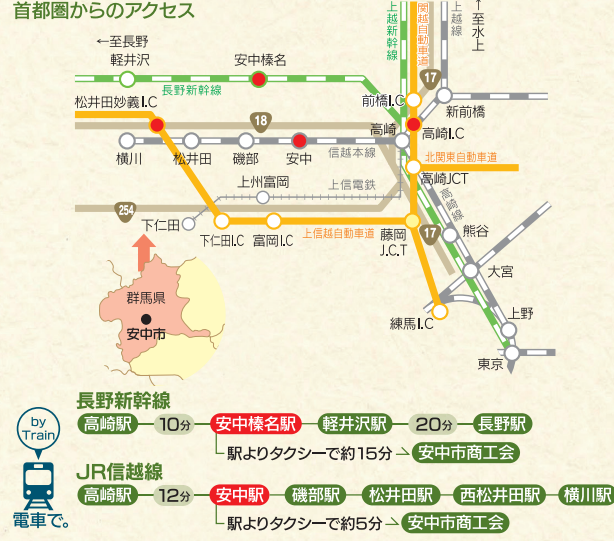 首都圏からのアクセス
←至長野
軽井沢
安中榛名
長野新幹線
上越新幹線
関越自動車道
上越線
↑至水上
17
前橋I.C
新前橋
松井田妙義I.C
18
高崎
高崎I.C
横川
松井田
磯部
安中
信越本線
北関東自動車道
高崎JCT
上州富岡
上信電鉄
高崎線
254
下仁田
下仁田I.C
富岡I.C
上信越自動車道
藤岡
J.C.T
17
熊谷
大宮
群馬県
安中市
練馬I.C
上野
東京
長野新幹線
高崎駅 10分 安中榛名駅 軽井沢駅 20分 長野駅
駅よりタクシーで約15分 安中市商工会
by
Train
JR信越線
高崎駅 12分 安中駅 磯部駅 松井田駅 西松井田駅 横川駅
電車で。
駅よりタクシーで約5分 安中市商工会